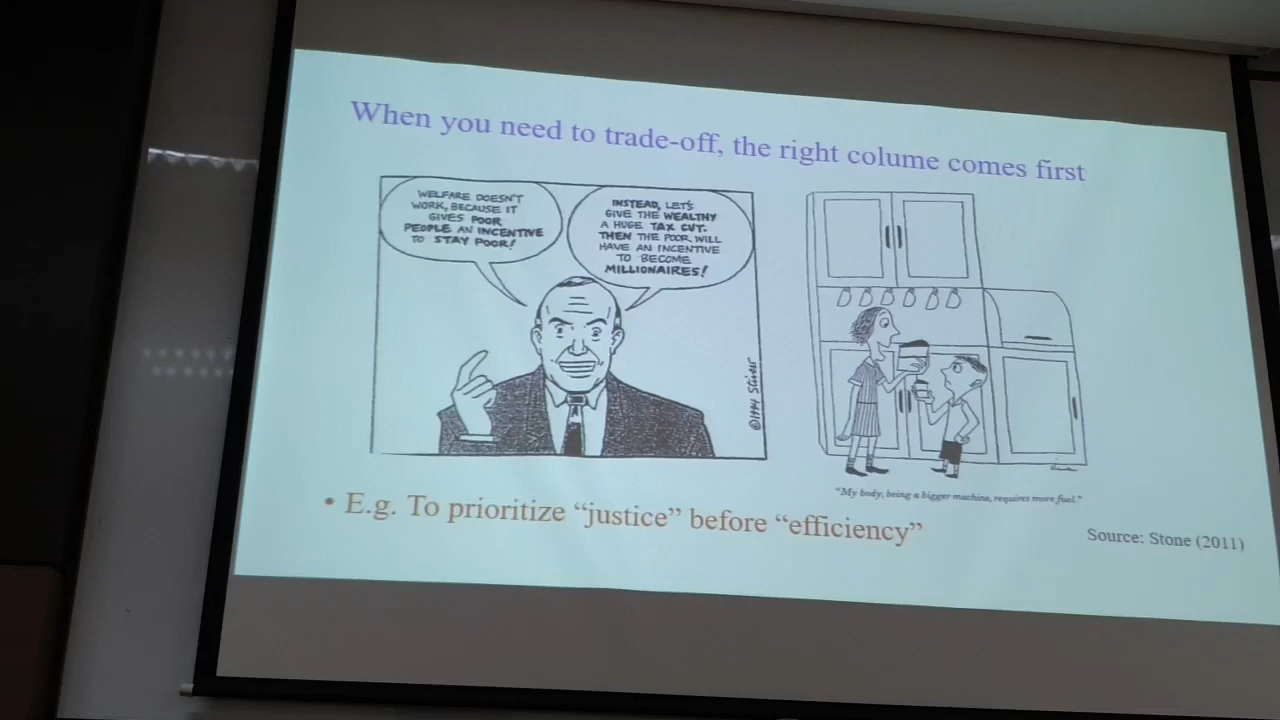 When you need to trade-off, the right colume comes first
WELFARE DOESN'T
WORK, BECAUSE IT
GIVES POOR
PEOPLE AN INCENTIVE
TO STAY POOR!
INSTEAD, LET'S
GIVE THE WEALTHY
A HUGE TAX CUT.
THEN THE POOR WILL
HAVE AN INCENTIVE
TO BECOME
MILLIONAIRES!
©1994
"My body, being a bigger machine, requires more fuel."
• E.g. To prioritize “justice” before “efficiency”
Source: Stone (2011)